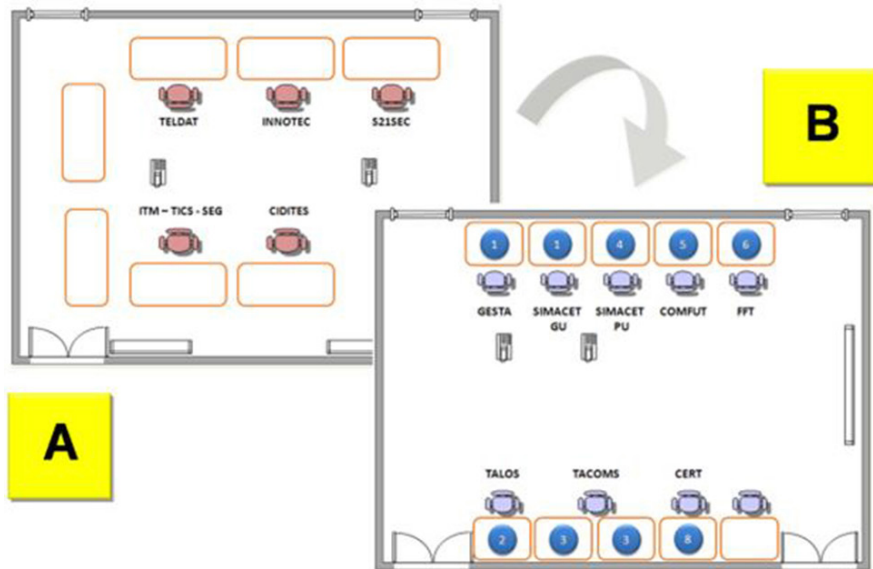 TELDAT INNOTEC S21SEC
ITM – TICS - SEG CIDITES
A
B
1 1 4 5 6
GESTA SIMACET GU SIMACET PU COMFUT FFT
TALOS TACOMS CERT
2 3 3 8